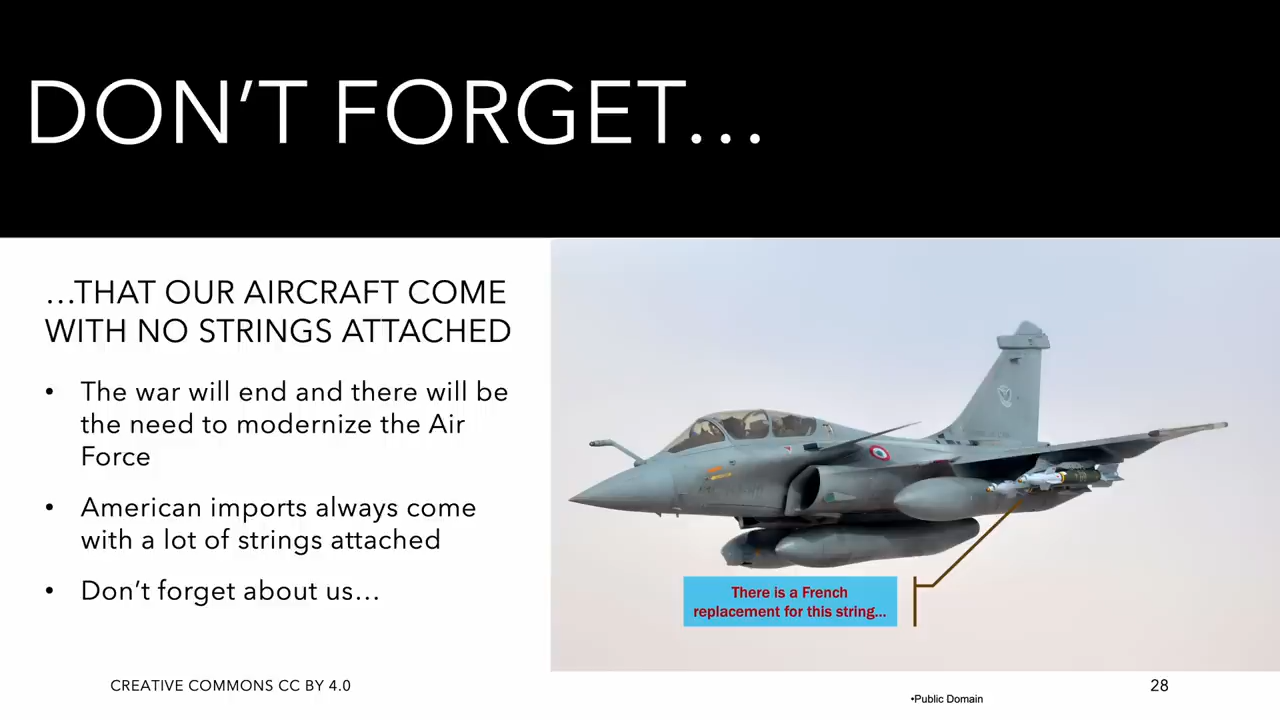 DON’T FORGET…
…THAT OUR AIRCRAFT COME
WITH NO STRINGS ATTACHED
• The war will end and there will be
the need to modernize the Air
Force
• American imports always come
with a lot of strings attached
• Don’t forget about us…
There is a French
replacement for this string…
CREATIVE COMMONS CC BY 4.0
•Public Domain
28